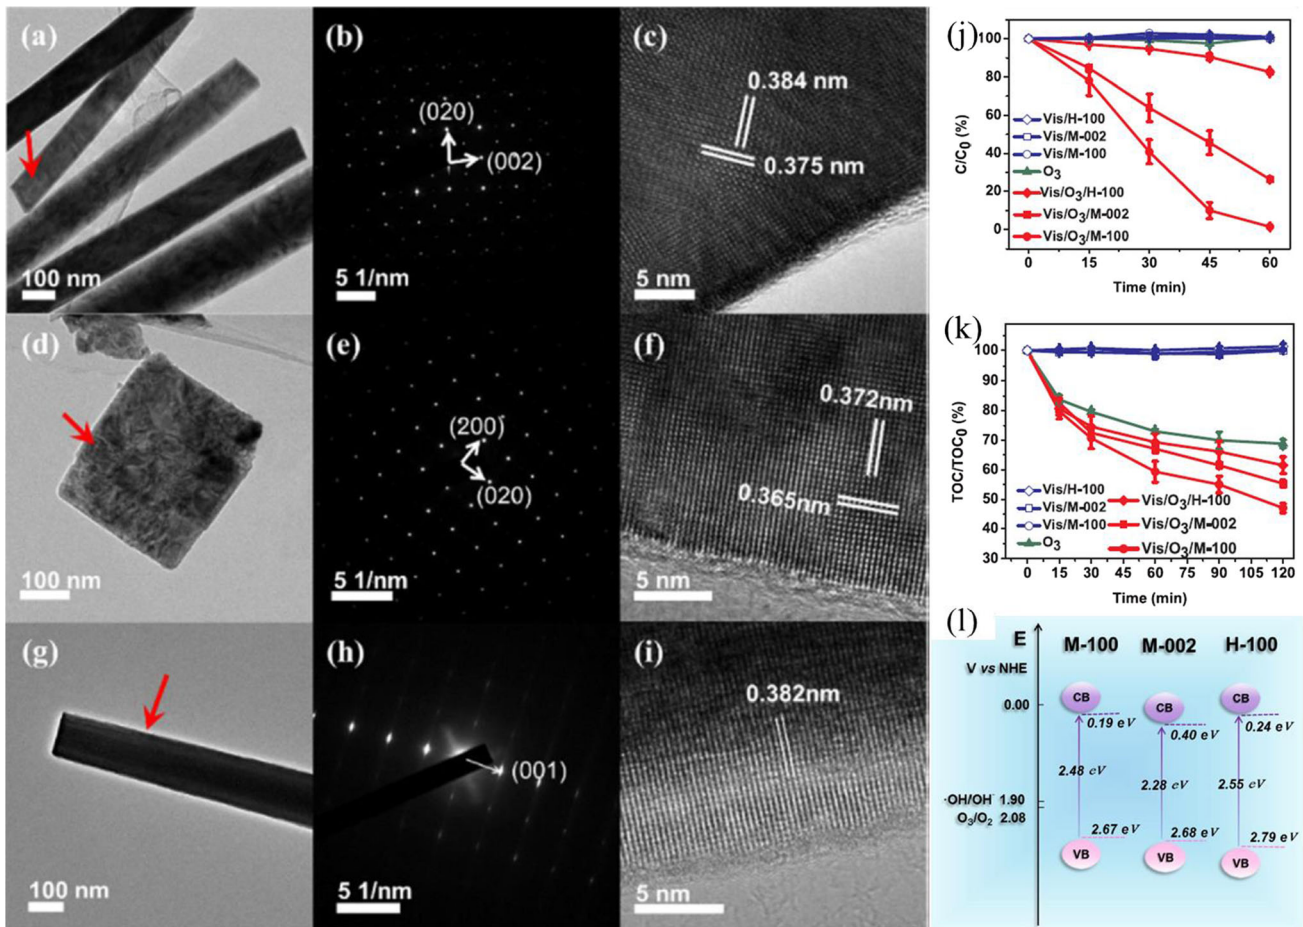 (a)
100 nm
(b)
(020)
(002)
5 1/nm
(c)
0.384 nm
0.375 nm
5 nm
(d)
100 nm
(e)
(200)
(020)
5 1/nm
(f)
0.372nm
0.365nm
5 nm
(g)
100 nm
(h)
(001)
5 1/nm
(i)
0.382nm
5 nm
(j)
C/C0 (%)
100
80
60
40
20
0
Vis/H-100
Vis/M-002
Vis/M-100
O3
Vis/O3/H-100
Vis/O3/M-002
Vis/O3/M-100
0 15 30 45 60
Time (min)
(k)
TOC/TOC0 (%)
100
90
80
70
60
50
40
30
Vis/H-100
Vis/M-002
Vis/M-100
O3
Vis/O3/H-100
Vis/O3/M-002
Vis/O3/M-100
0 15 30 45 60 75 90 105 120
Time (min)
(l)
E
V vs NHE
M-100 M-002 H-100
0.00
CB CB CB
0.19 eV 0.40 eV 0.24 eV
2.48 eV 2.28 eV 2.55 eV
·OH/OH- 1.90
O3/O2 2.08
2.67 eV 2.68 eV 2.79 eV
VB VB VB